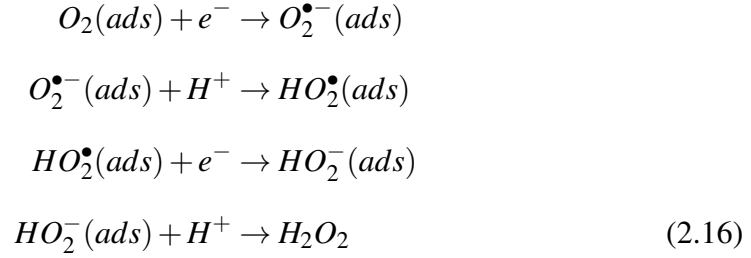 O₂(ads) + e⁻ → O₂•⁻(ads)
O₂•⁻(ads) + H⁺ → HO₂•(ads)
HO₂•(ads) + e⁻ → HO₂⁻(ads)
HO₂⁻(ads) + H⁺ → H₂O₂ (2.16)